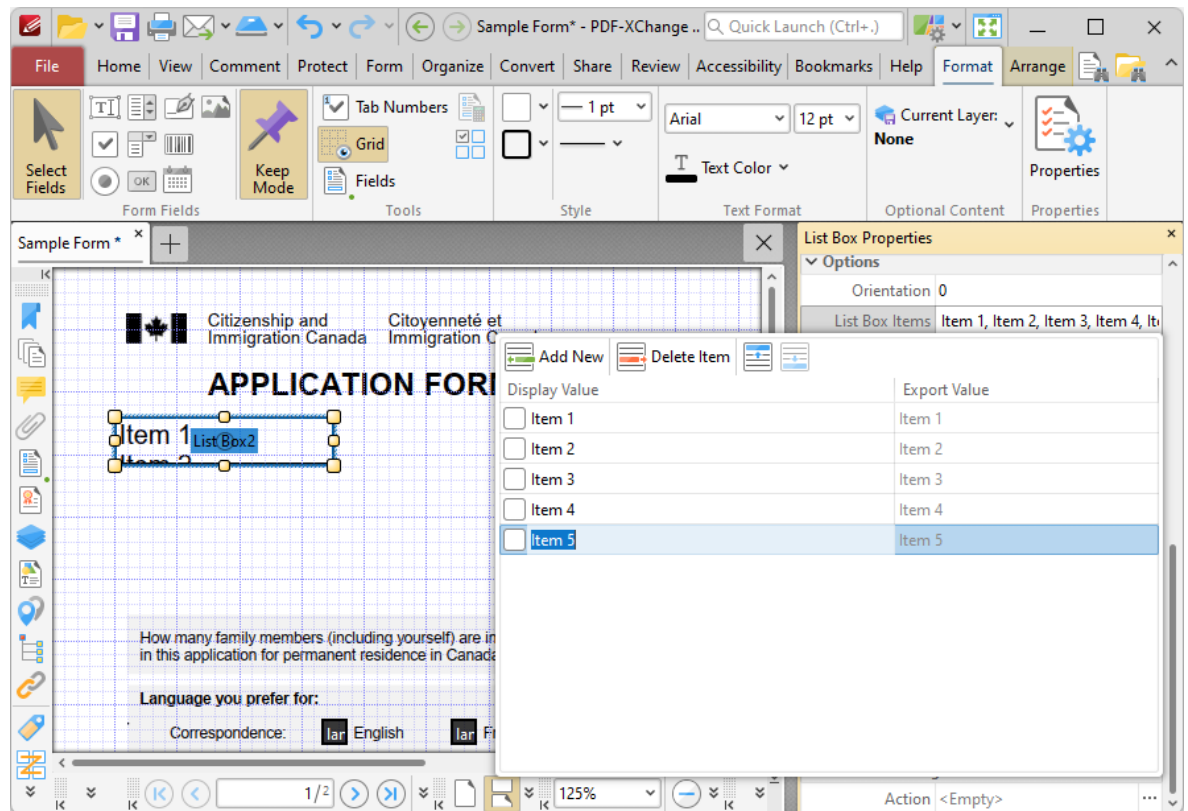 Sample Form* - PDF-XChange ..
Quick Launch (Ctrl+.)
File Home View Comment Protect Form Organize Convert Share Review Accessibility Bookmarks Help Format Arrange
Select Fields
OK
Form Fields
Keep Mode
Tab Numbers
Grid
Fields
Tools
1 pt
Style
Arial
12 pt
Text Color
Text Format
Current Layer:
None
Optional Content
Properties
Properties
Sample Form *
List Box Properties
Options
Orientation 0
List Box Items Item 1, Item 2, Item 3, Item 4,
Citizenship and
Immigration Canada
Citoyenneté et
APPLICATION
Item 1
List Box2
Add New
Delete Item
Display Value Export Value
Item 1 Item 1
Item 2 Item 2
Item 3 Item 3
Item 4 Item 4
Item 5 Item 5
How many family members (including yourself) are
in this application for permanent residence in
Language you prefer for:
Correspondence: lar English lar
1/2
125%
Action <Empty>